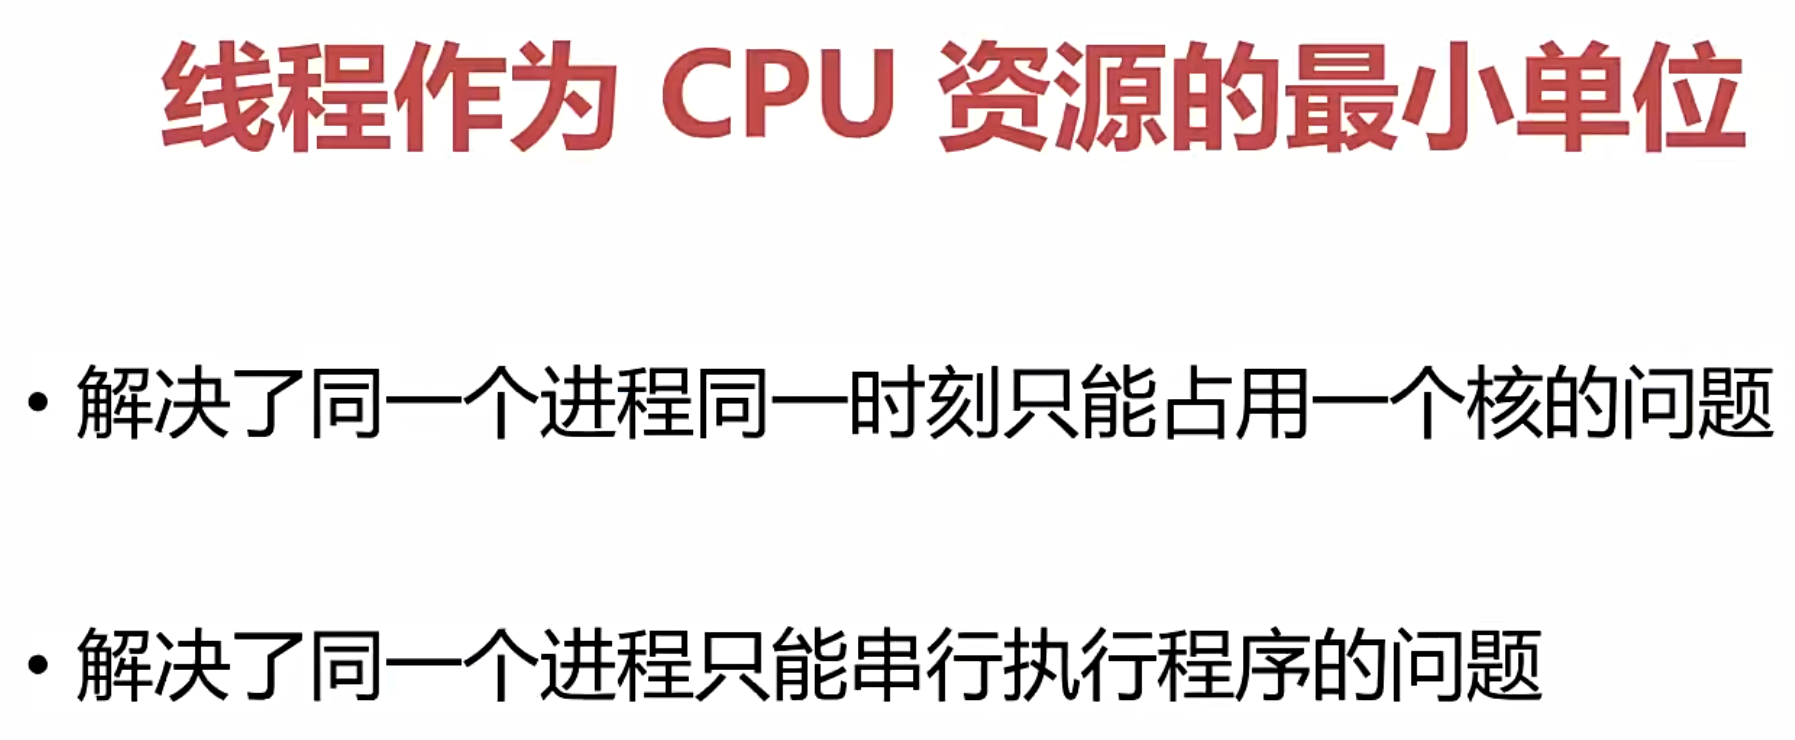 线程作为 CPU 资源的最小单位
• 解决了同一个进程同一时刻只能占用一个核的问题
• 解决了同一个进程只能串行执行程序的问题